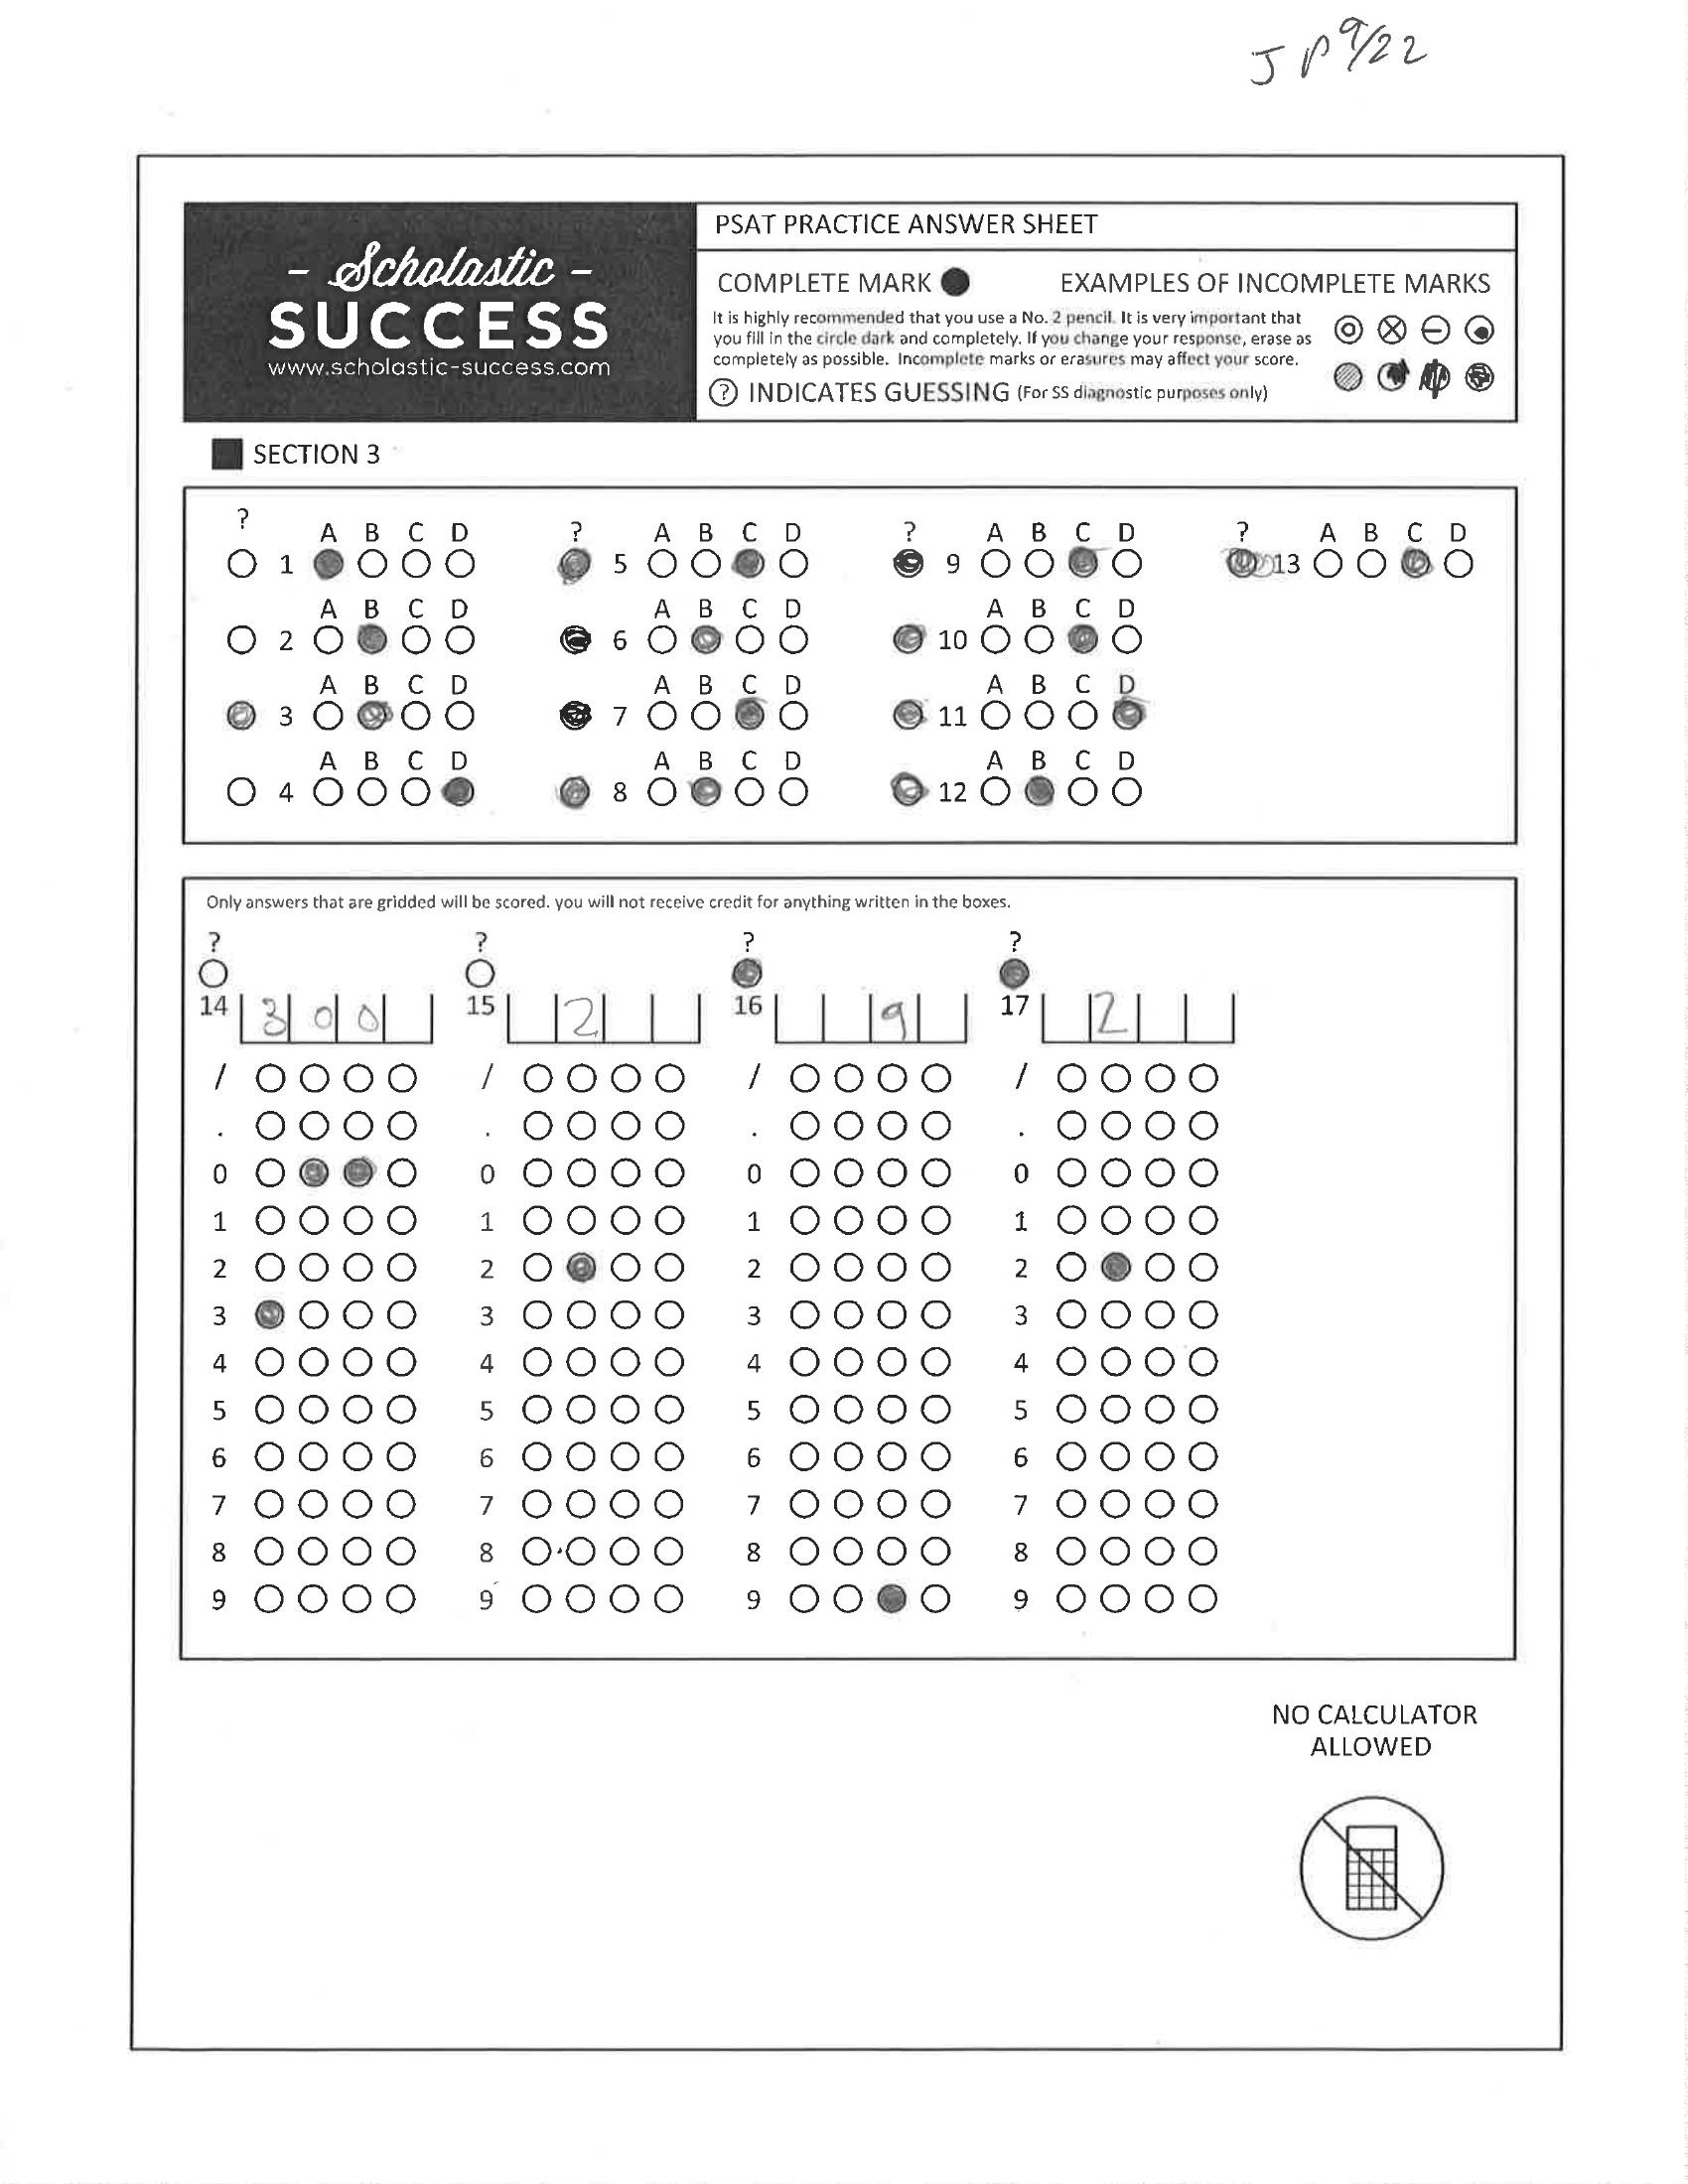 J P 9/22
- Scholastic -
SUCCESS
www.scholastic-success.com
PSAT PRACTICE ANSWER SHEET
COMPLETE MARK
EXAMPLES OF INCOMPLETE MARKS
It is highly recommended that you use a No. 2 pencil. It is very important that
you fill in the circle dark and completely. If you change your response, erase as
completely as possible. Incomplete marks or erasures may affect your score.
? INDICATES GUESSING (For SS diagnostic purposes only)
SECTION 3
? A B C D ? A B C D ? A B C D ? A B C D
1 5 9 13
A B C D A B C D A B C D
2 6 10
A B C D A B C D A B C D
3 7 11
A B C D A B C D A B C D
4 8 12
Only answers that are gridded will be scored. you will not receive credit for anything written in the boxes.
? ? ? ?
14 3 0 0 15 2 16 9 17 2
/ / / /
. . . .
0 0 0 0
1 1 1 1
2 2 2 2
3 3 3 3
4 4 4 4
5 5 5 5
6 6 6 6
7 7 7 7
8 8 8 8
9 9 9 9
NO CALCULATOR
ALLOWED